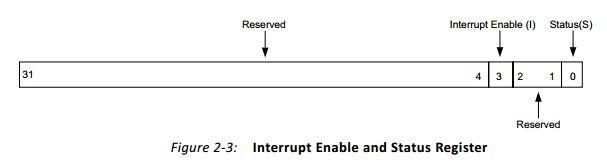 Reserved Interrupt Enable (I) Status(S)
31 4 3 2 1 0
Reserved
Figure 2-3: Interrupt Enable and Status Register